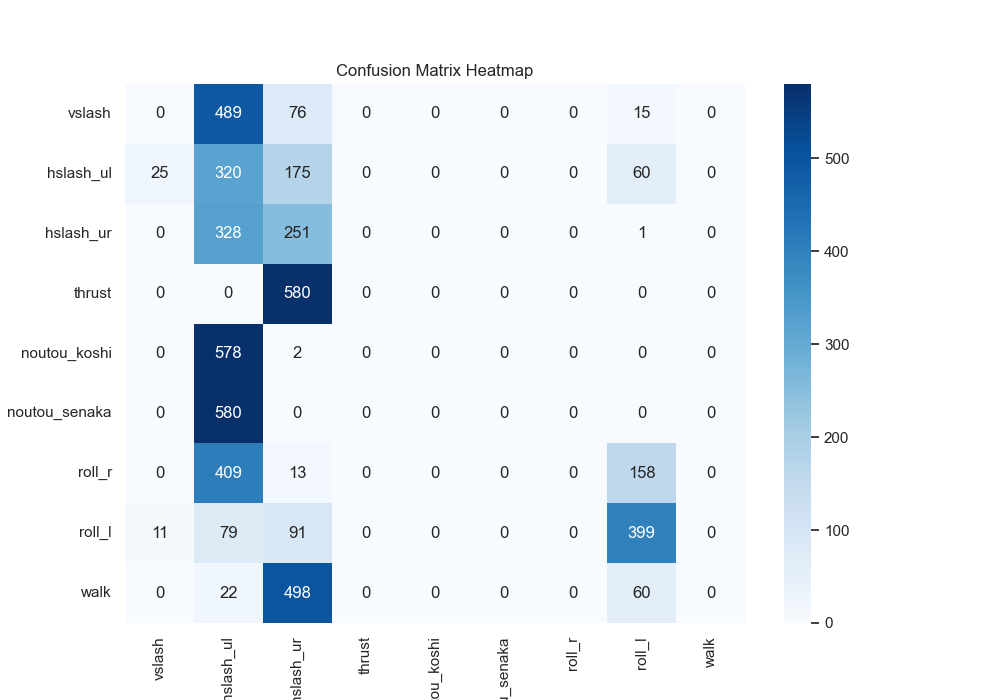 Confusion Matrix Heatmap
vslash 0 489 76 0 0 0 0 15 0
hslash_ul 25 320 175 0 0 0 0 60 0
hslash_ur 0 328 251 0 0 0 0 1 0
thrust 0 0 580 0 0 0 0 0 0
noutou_koshi 0 578 2 0 0 0 0 0 0
noutou_senaka 0 580 0 0 0 0 0 0 0
roll_r 0 409 13 0 0 0 0 158 0
roll_l 11 79 91 0 0 0 0 399 0
walk 0 22 498 0 0 0 0 60 0
vslash
hslash_ul
hslash_ur
thrust
ou_koshi
u_senaka
roll_r
roll_l
walk
500
400
300
200
100
0